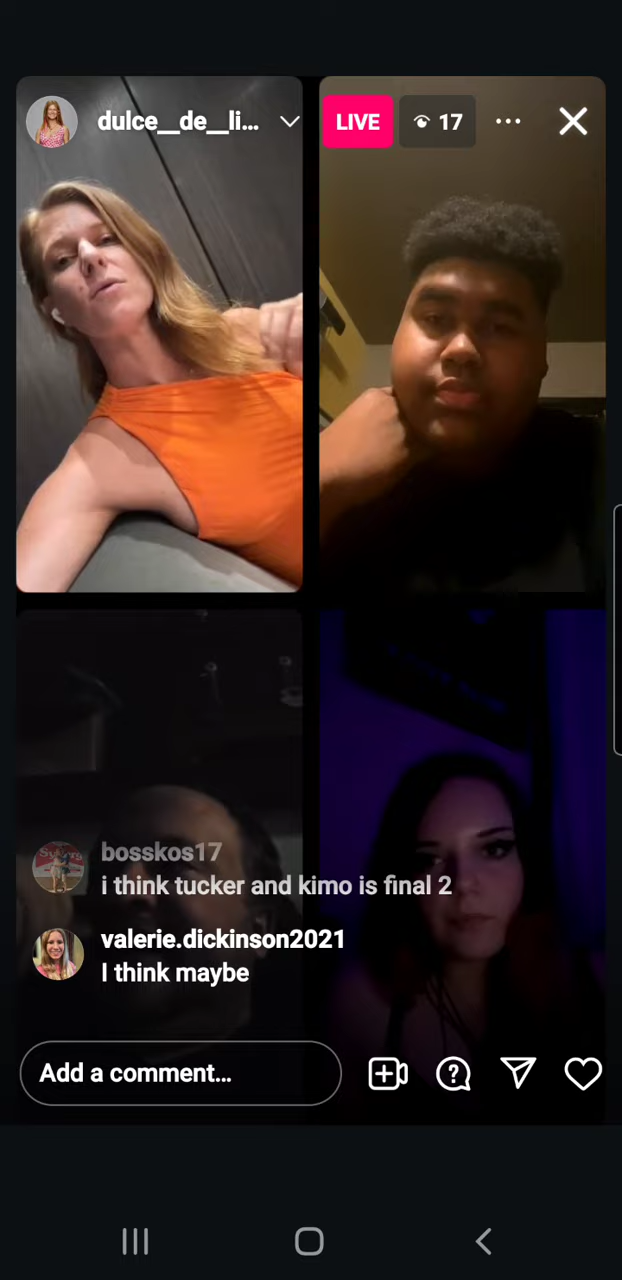 dulce__de__li...
LIVE
17
bosskos17
i think tucker and kimo is final 2
valerie.dickinson2021
I think maybe
Add a comment...